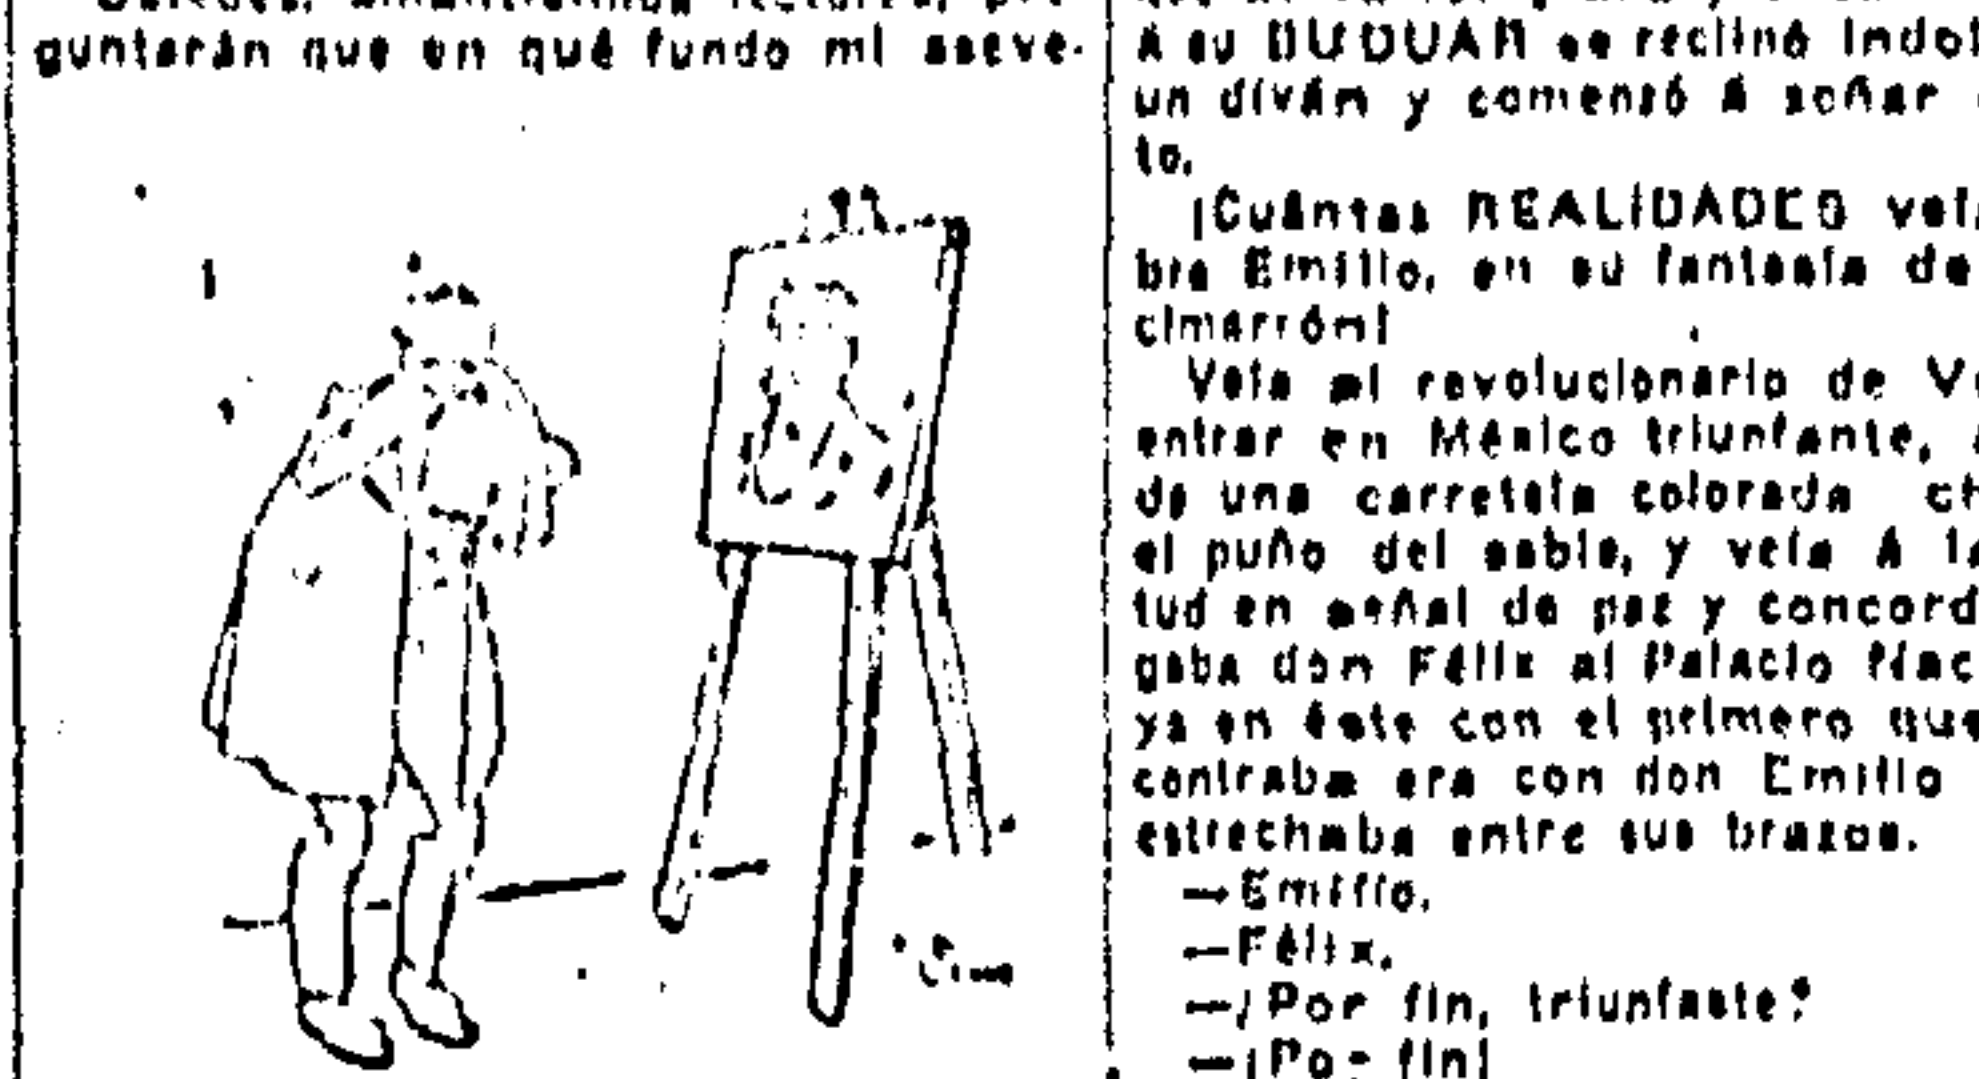 guntarán que en qué fundo mi aseve-
A su BUDUAR se reclinó indol
un diván y comenzó á soñar
to.
¡Cuántas REALIDADES veí
bre Emilio, en su fantasía de
cimarrón!
Veía al revolucionario de V
entrar en México triunfante,
de una carretela colorada ch
el puño del sable, y veía á la
tud en señal de paz y concord
gaba don Félix al Palacio Nac
ya en éste con el primero que
contraba era con don Emilio
estrechaba entre sus brazos.
—Emilio.
—Félix.
—¡Por fin, triunfaste!
—¡Por fin!